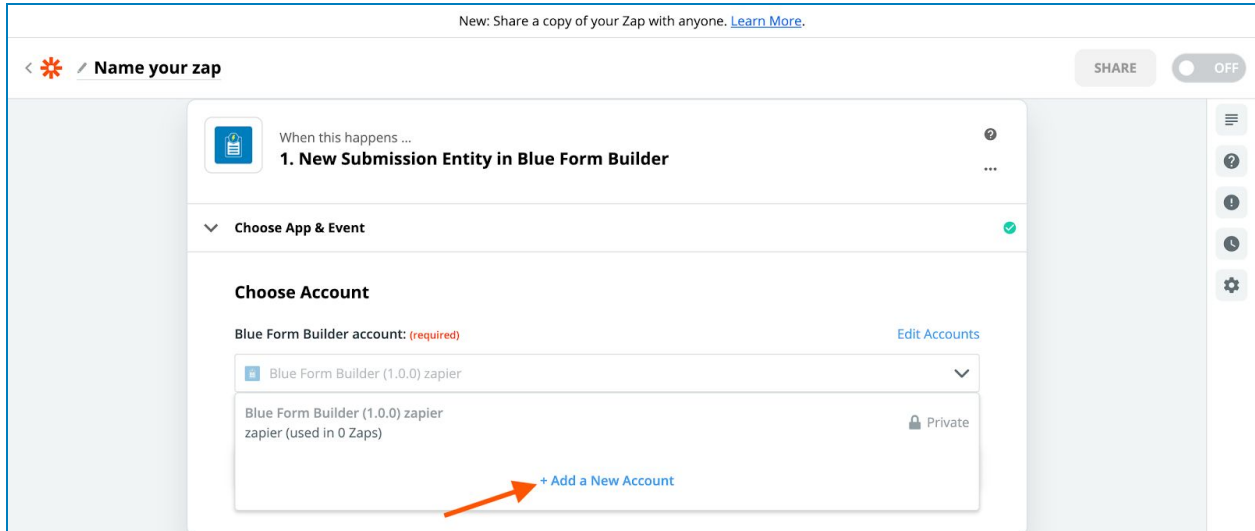 New: Share a copy of your Zap with anyone. Learn More.
Name your zap
SHARE
OFF
When this happens ...
1. New Submission Entity in Blue Form Builder
Choose App & Event
Choose Account
Blue Form Builder account: (required)
Edit Accounts
Blue Form Builder (1.0.0) zapier
Blue Form Builder (1.0.0) zapier
zapier (used in 0 Zaps)
Private
+ Add a New Account